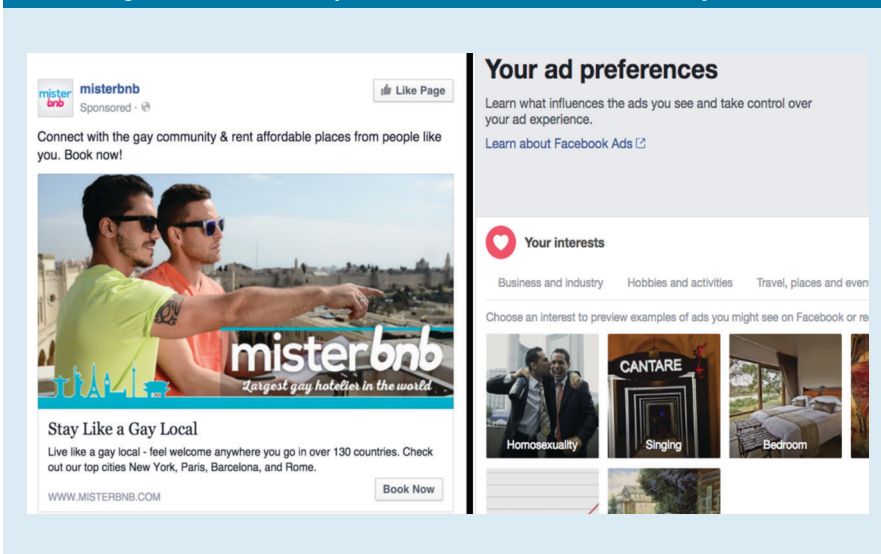 misterbnb
Sponsored ·
Like Page
Connect with the gay community & rent affordable places from people like
you. Book now!
misterbnb
Largest gay hotelier in the world
Stay Like a Gay Local
Live like a gay local - feel welcome anywhere you go in over 130 countries. Check
out our top cities New York, Paris, Barcelona, and Rome.
WWW.MISTERBNB.COM
Book Now
mister
bnb
Your ad preferences
Learn what influences the ads you see and take control over
your ad experience.
Learn about Facebook Ads
Your interests
Business and industry Hobbies and activities Travel, places and even
Choose an interest to preview examples of ads you might see on Facebook or re
CANTARE
Homosexuality
Singing
Bedroom